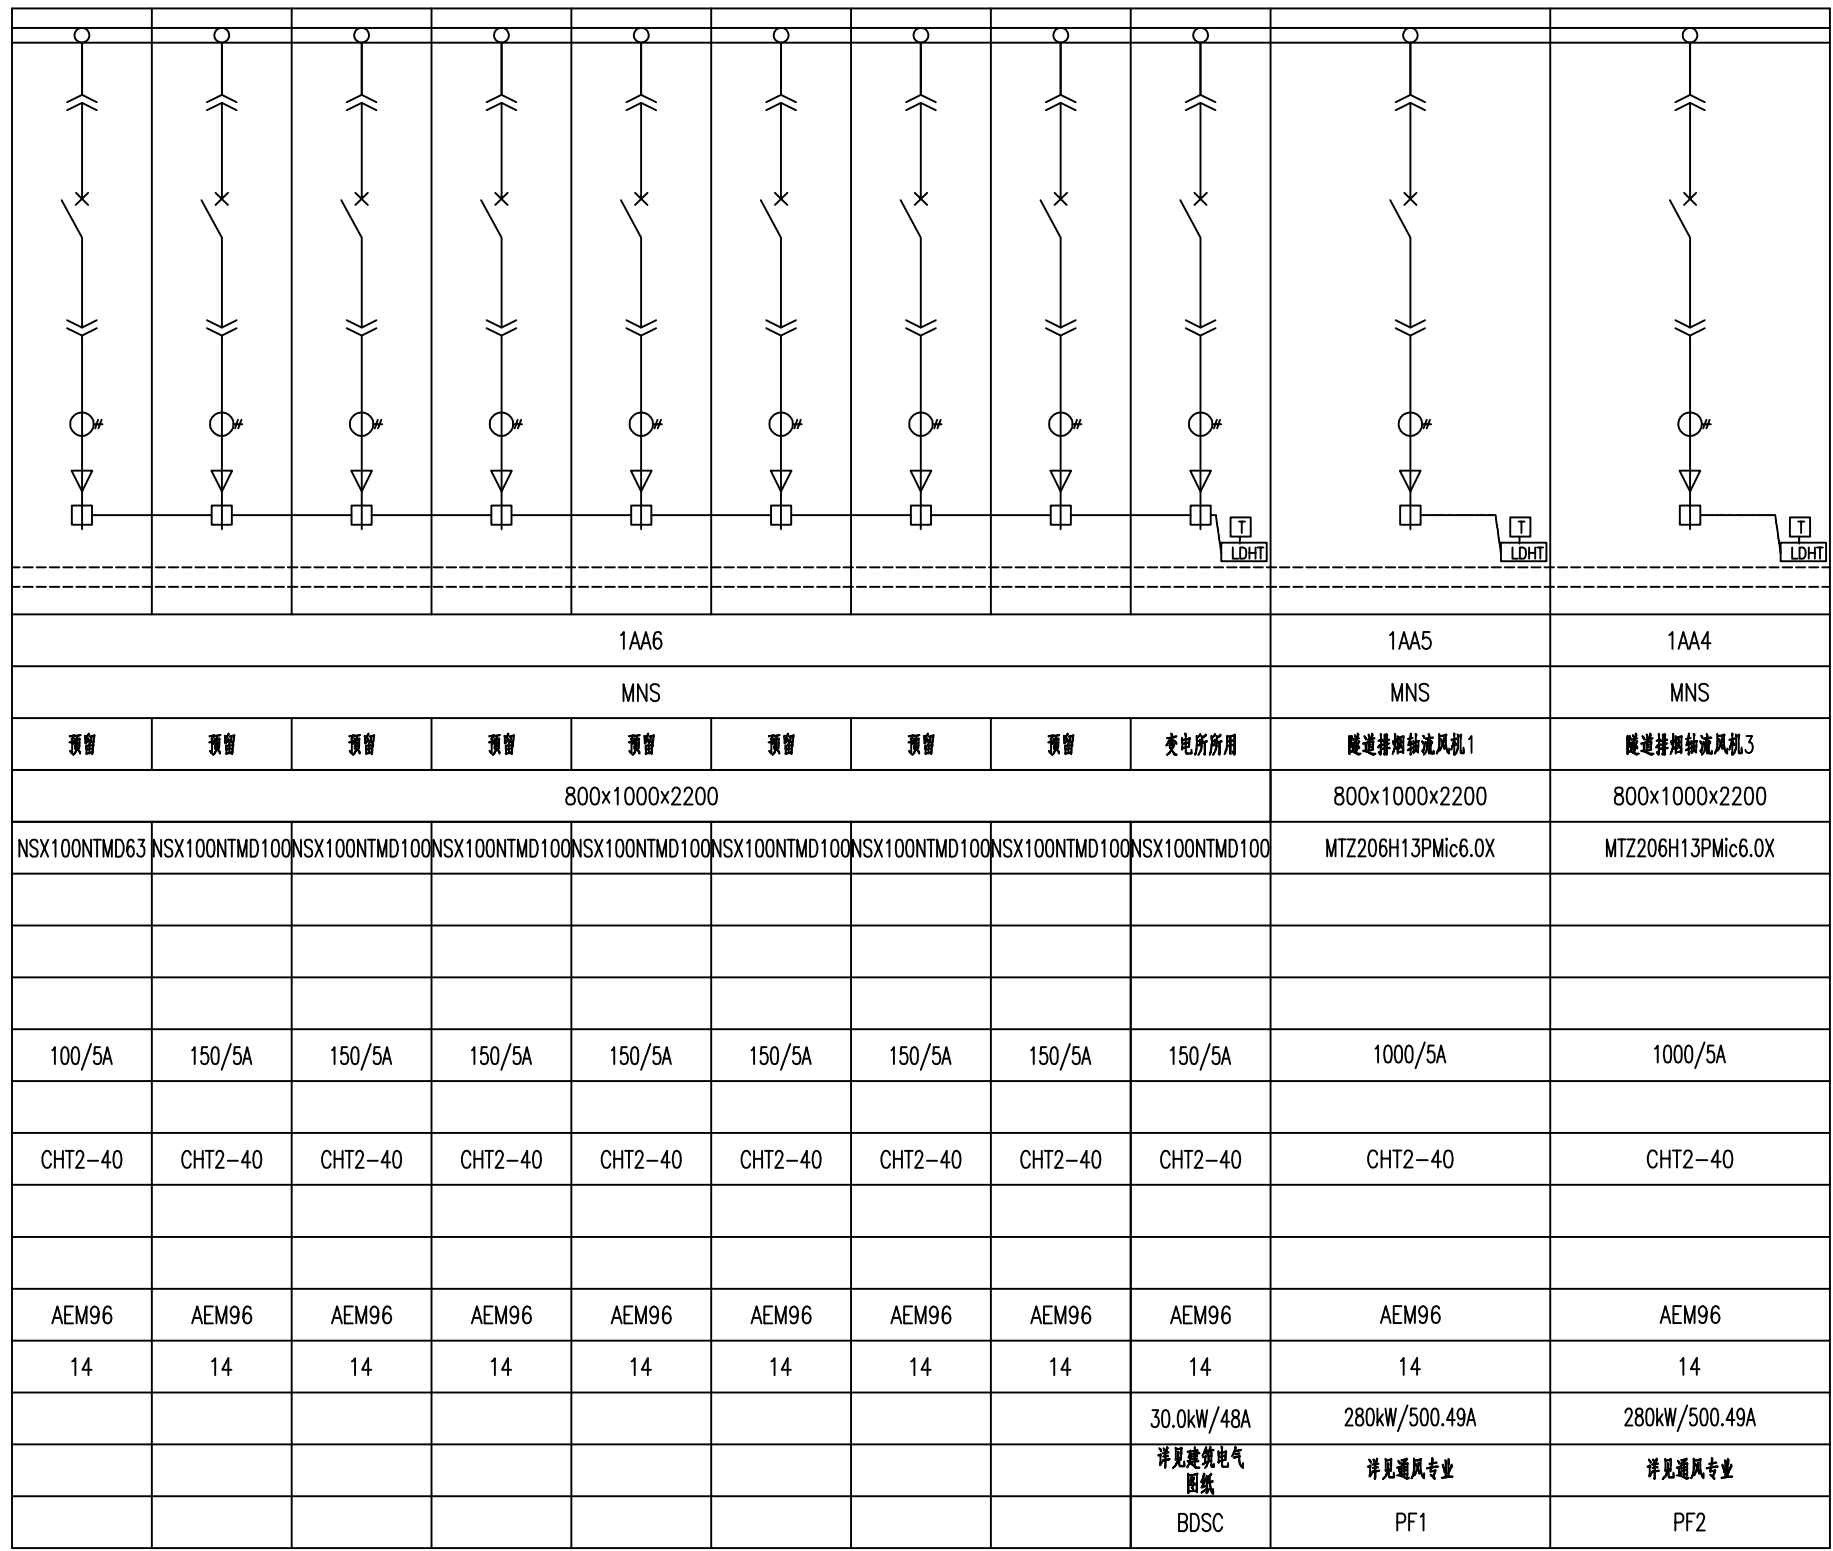 T T T
LDHT LDHT LDHT
1AA6 1AA5 1AA4
MNS MNS MNS
预留 预留 预留 预留 预留 预留 预留 预留 变电所所用 隧道排烟轴流风机1 隧道排烟轴流风机3
800x1000x2200 800x1000x2200 800x1000x2200
NSX100NTMD63 NSX100NTMD100 NSX100NTMD100 NSX100NTMD100 NSX100NTMD100 NSX100NTMD100 NSX100NTMD100 NSX100NTMD100 NSX100NTMD100 MTZ206H13PMic6.0X MTZ206H13PMic6.0X
100/5A 150/5A 150/5A 150/5A 150/5A 150/5A 150/5A 150/5A 150/5A 1000/5A 1000/5A
CHT2-40 CHT2-40 CHT2-40 CHT2-40 CHT2-40 CHT2-40 CHT2-40 CHT2-40 CHT2-40 CHT2-40 CHT2-40
AEM96 AEM96 AEM96 AEM96 AEM96 AEM96 AEM96 AEM96 AEM96 AEM96 AEM96
14 14 14 14 14 14 14 14 14 14 14
30.0kW/48A 280kW/500.49A 280kW/500.49A
详见建筑电气
图纸 详见通风专业 详见通风专业
BDSC PF1 PF2